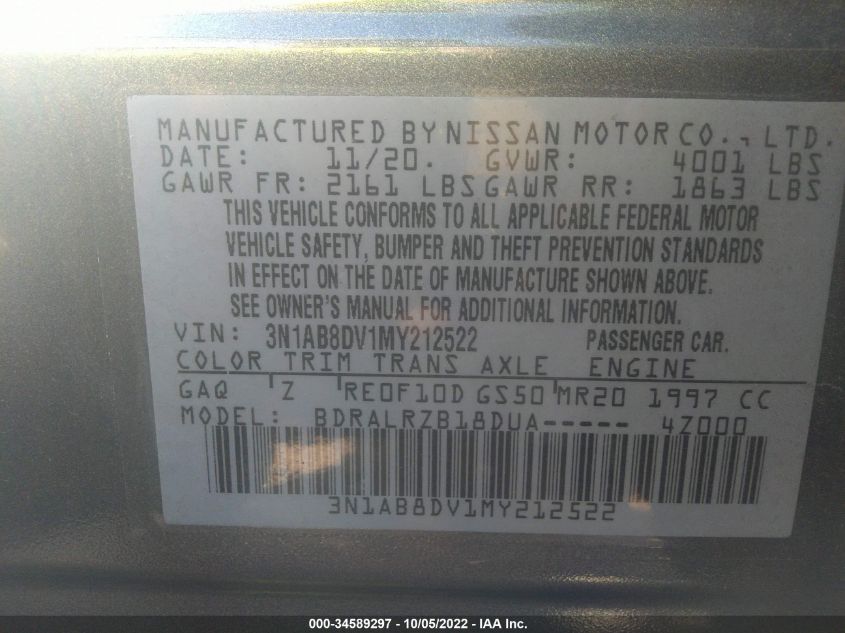 MANUFACTURED BY NISSAN MOTOR CO., LTD.
DATE: 11/20. GVWR: 4001 LBS
GAWR FR: 2161 LBS GAWR RR: 1863 LBS
THIS VEHICLE CONFORMS TO ALL APPLICABLE FEDERAL MOTOR
VEHICLE SAFETY, BUMPER AND THEFT PREVENTION STANDARDS
IN EFFECT ON THE DATE OF MANUFACTURE SHOWN ABOVE.
SEE OWNER'S MANUAL FOR ADDITIONAL INFORMATION.
VIN: 3N1AB8DV1MY212522 PASSENGER CAR.
COLOR TRIM TRANS AXLE ENGINE
GAQ Z RE0F10D GS50 MR20 1997 CC
MODEL: BDRALRZB18DUA----- 4Z000
3N1AB8DV1MY212522
000-34589297 - 10/05/2022 - IAA Inc.